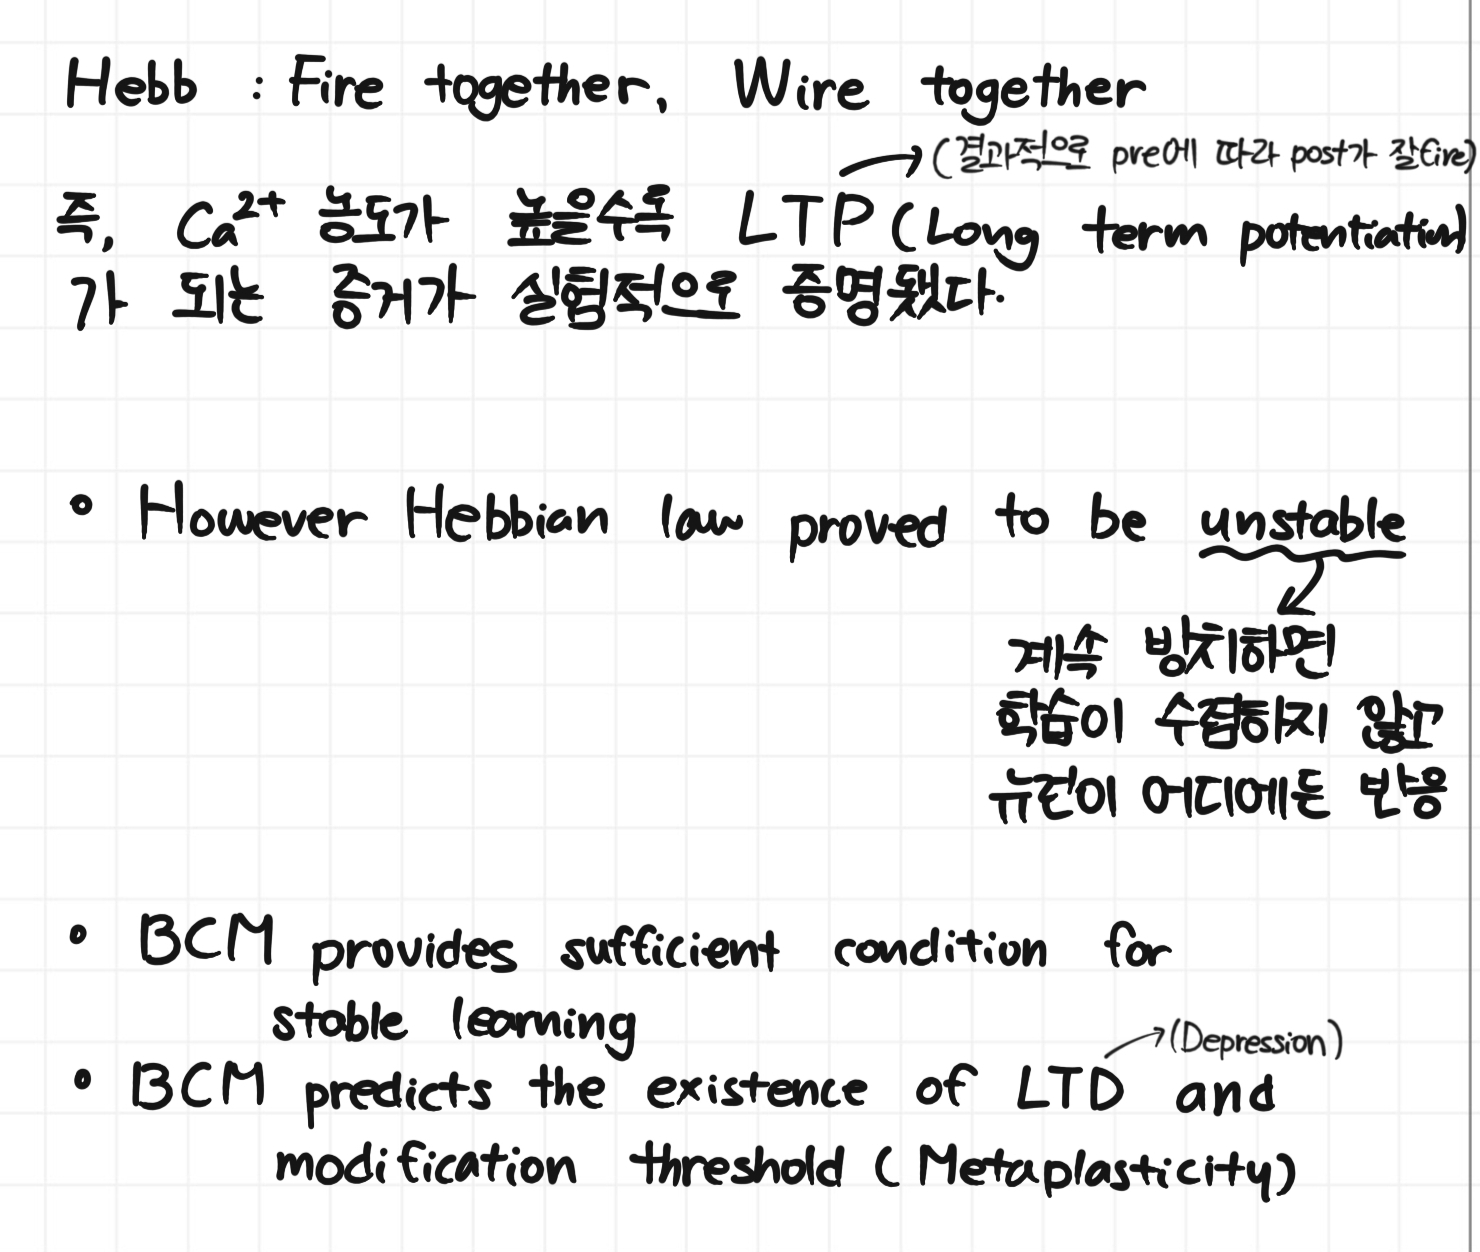 Hebb : Fire together, Wire together
(결과적으로 pre에 따라 post가 잘 fire)
즉, Ca²⁺ 농도가 높을수록 LTP (Long term potentiation)
가 되는 증거가 실험적으로 증명됐다.
• However Hebbian law proved to be unstable
계속 방치하면
학습이 수렴하지 않고
뉴런이 어디에든 반응
• BCM provides sufficient condition for
stable learning
(Depression)
• BCM predicts the existence of LTD and
modification threshold (Metaplasticity)